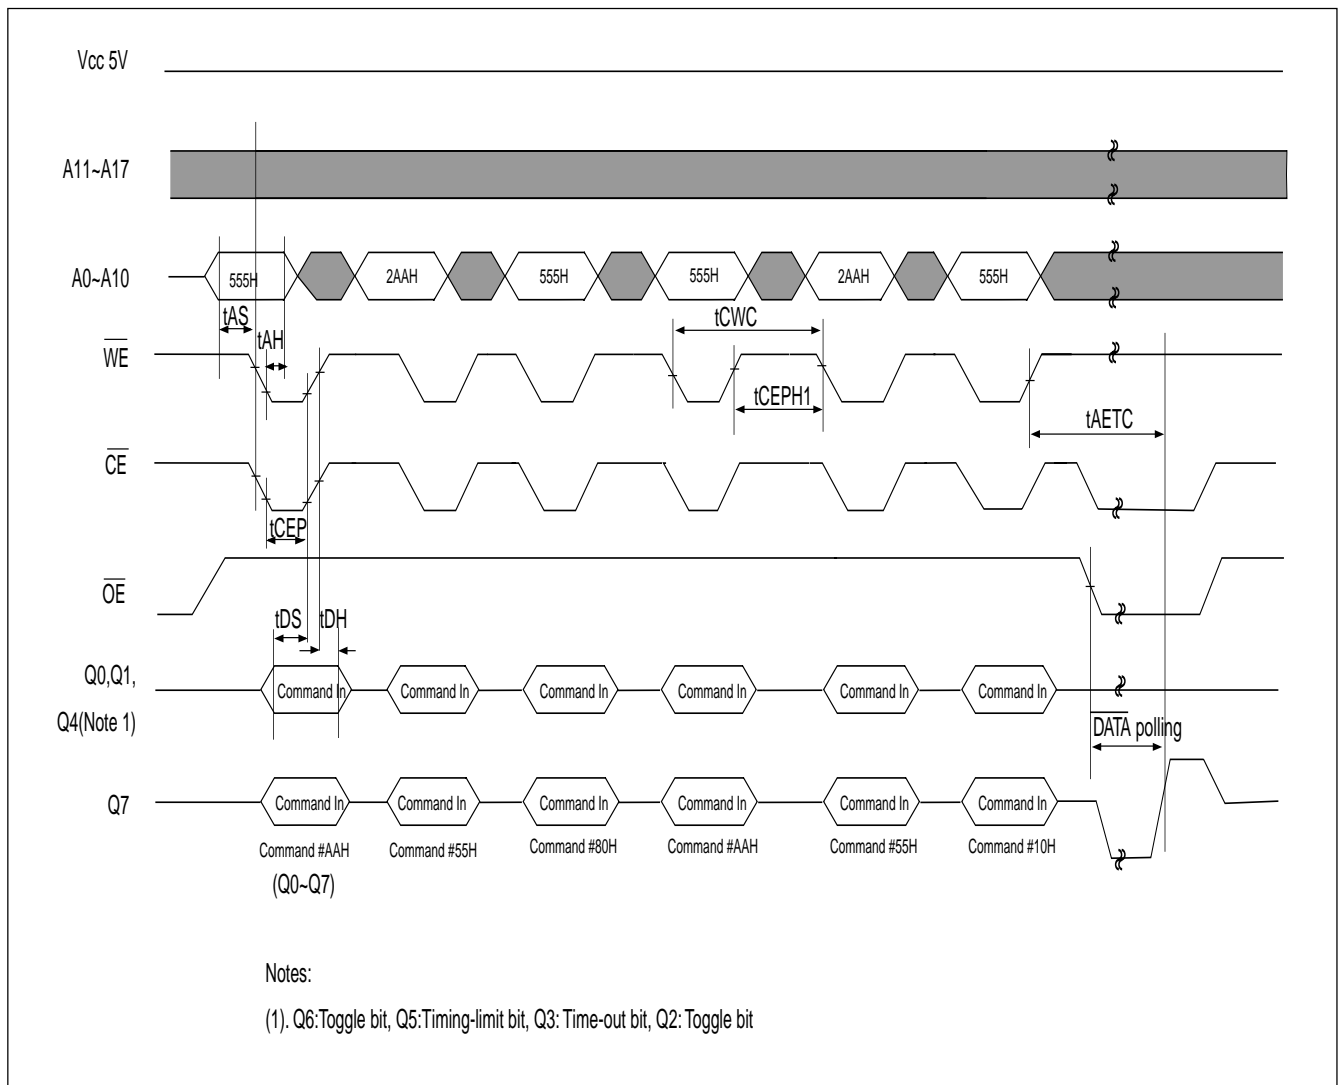 Vcc 5V
A11~A17
A0~A10
555H
2AAH
555H
555H
2AAH
555H
tAS
tAH
tCWC
WE
tCEPH1
tAETC
CE
tCEP
OE
tDS
tDH
Q0,Q1,
Q4(Note 1)
Command In
Command In
Command In
Command In
Command In
Command In
DATA polling
Q7
Command In
Command In
Command In
Command In
Command In
Command In
Command #AAH
Command #55H
Command #80H
Command #AAH
Command #55H
Command #10H
(Q0~Q7)
Notes:
(1). Q6:Toggle bit, Q5:Timing-limit bit, Q3: Time-out bit, Q2: Toggle bit